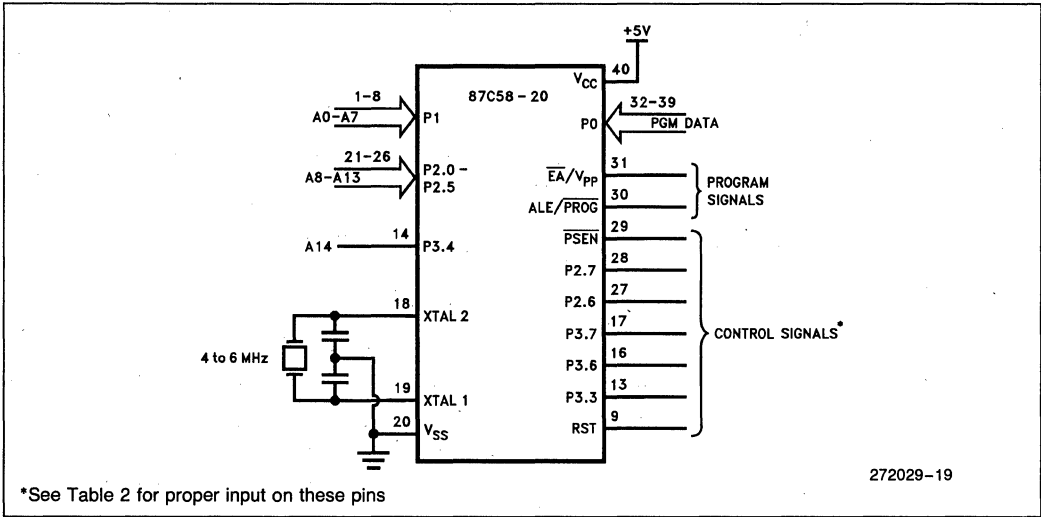 +5V
40
VCC
87C58-20
1-8
A0-A7
P1
32-39
P0
PGM DATA
21-26
A8-A13
P2.0-
P2.5
31
EA/VPP
30
ALE/PROG
PROGRAM
SIGNALS
A14
14
P3.4
29
PSEN
28
P2.7
27
P2.6
17
P3.7
16
P3.6
13
P3.3
9
RST
CONTROL SIGNALS*
18
XTAL 2
4 to 6 MHz
19
XTAL 1
20
VSS
272029-19
*See Table 2 for proper input on these pins